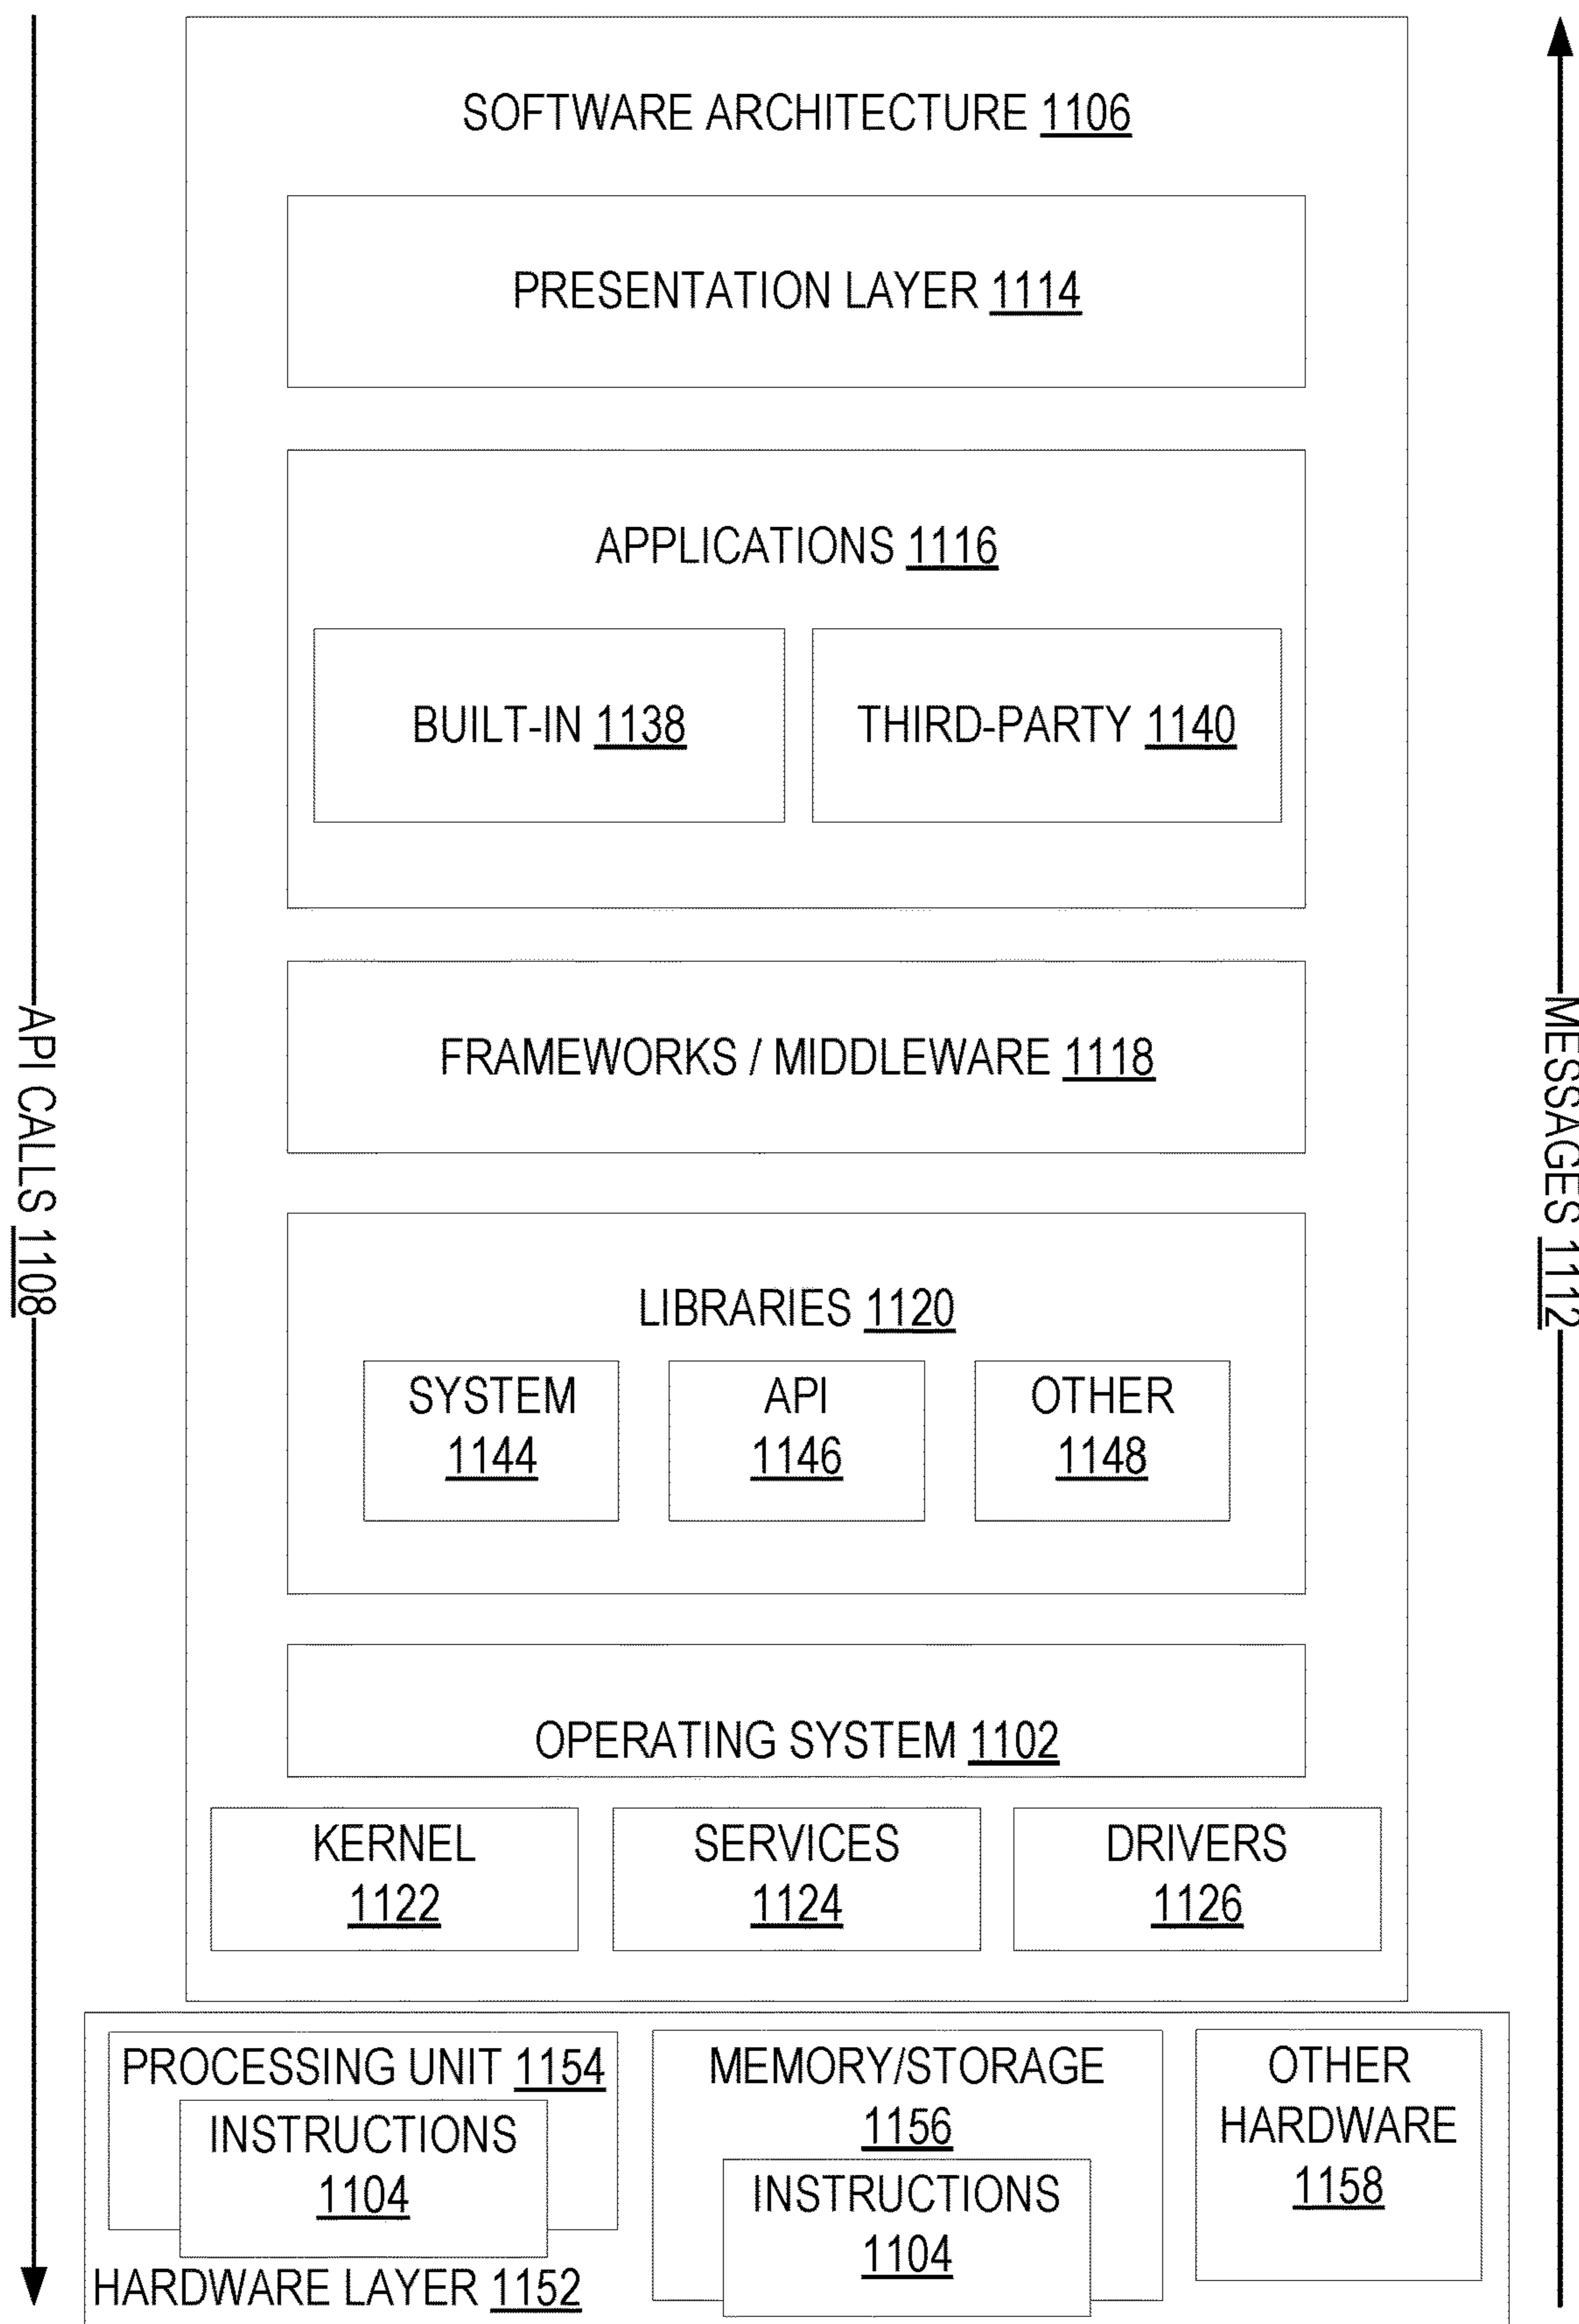 SOFTWARE ARCHITECTURE 1106
PRESENTATION LAYER 1114
APPLICATIONS 1116
BUILT-IN 1138
THIRD-PARTY 1140
FRAMEWORKS / MIDDLEWARE 1118
API CALLS 1108
MESSAGES 1112
LIBRARIES 1120
SYSTEM
1144
API
1146
OTHER
1148
OPERATING SYSTEM 1102
KERNEL
1122
SERVICES
1124
DRIVERS
1126
PROCESSING UNIT 1154
INSTRUCTIONS
1104
MEMORY/STORAGE
1156
INSTRUCTIONS
1104
OTHER
HARDWARE
1158
HARDWARE LAYER 1152